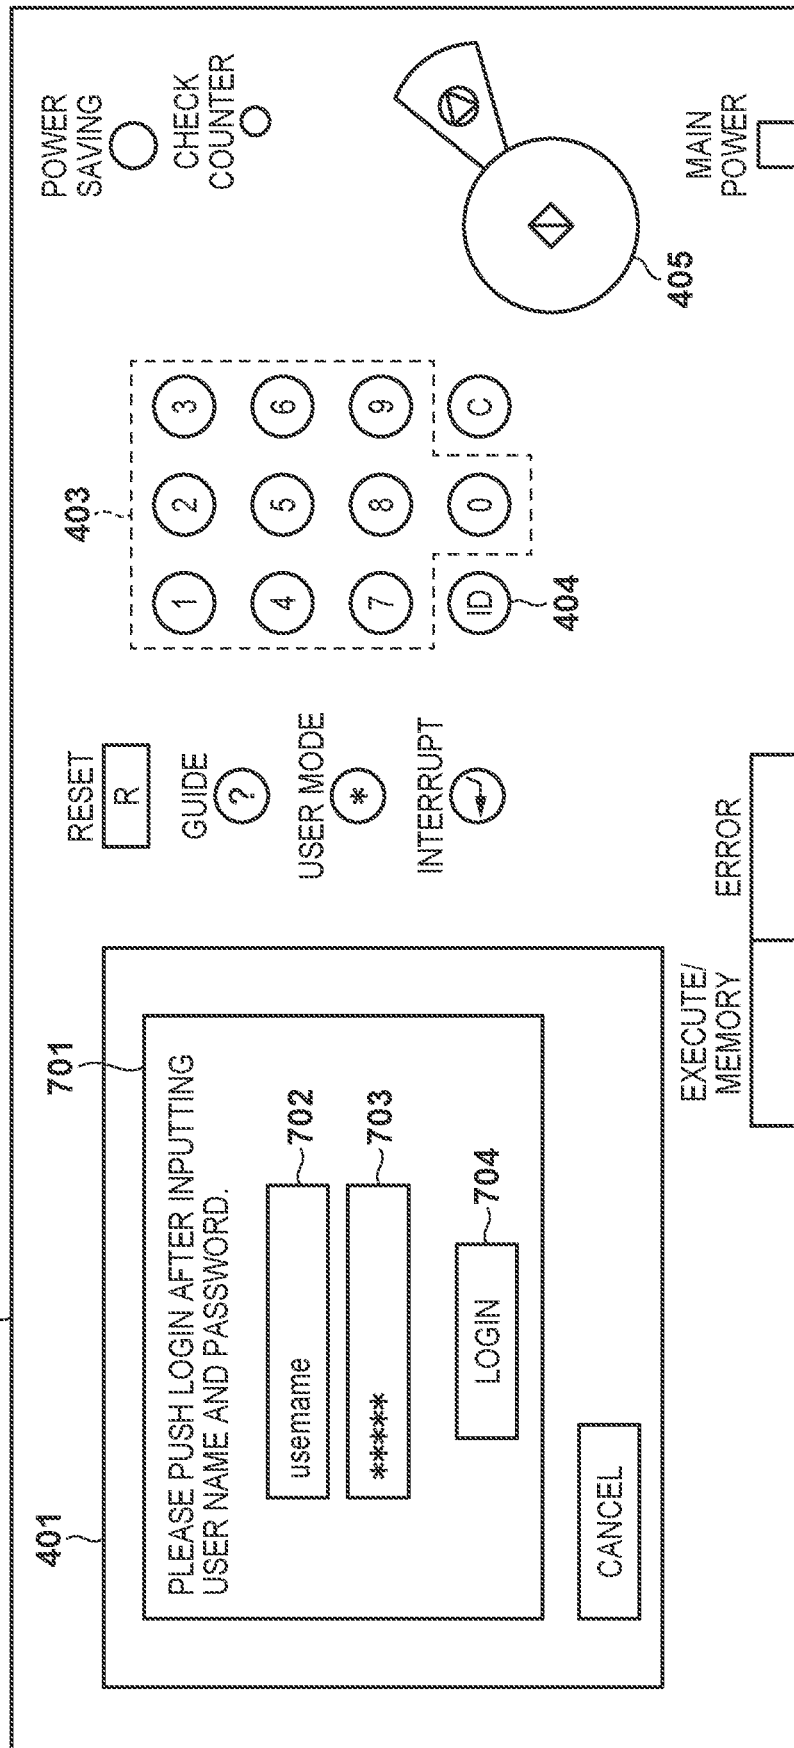 401
701
PLEASE PUSH LOGIN AFTER INPUTTING
USER NAME AND PASSWORD.
username
702
*****
703
LOGIN
704
CANCEL
RESET
R
GUIDE
?
USER MODE
*
INTERRUPT
403
1 2 3
4 5 6
7 8 9
ID 0 C
404
POWER
SAVING
CHECK
COUNTER
405
EXECUTE/
MEMORY
ERROR
MAIN
POWER